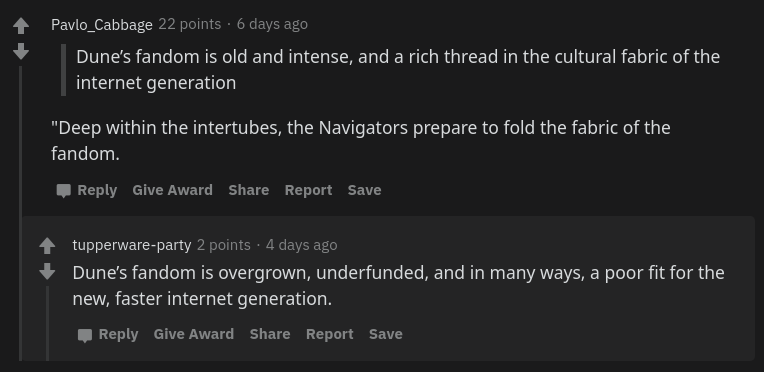 Pavlo_Cabbage 22 points · 6 days ago
Dune’s fandom is old and intense, and a rich thread in the cultural fabric of the
internet generation
"Deep within the intertubes, the Navigators prepare to fold the fabric of the
fandom.
Reply Give Award Share Report Save
tupperware-party 2 points · 4 days ago
Dune’s fandom is overgrown, underfunded, and in many ways, a poor fit for the
new, faster internet generation.
Reply Give Award Share Report Save